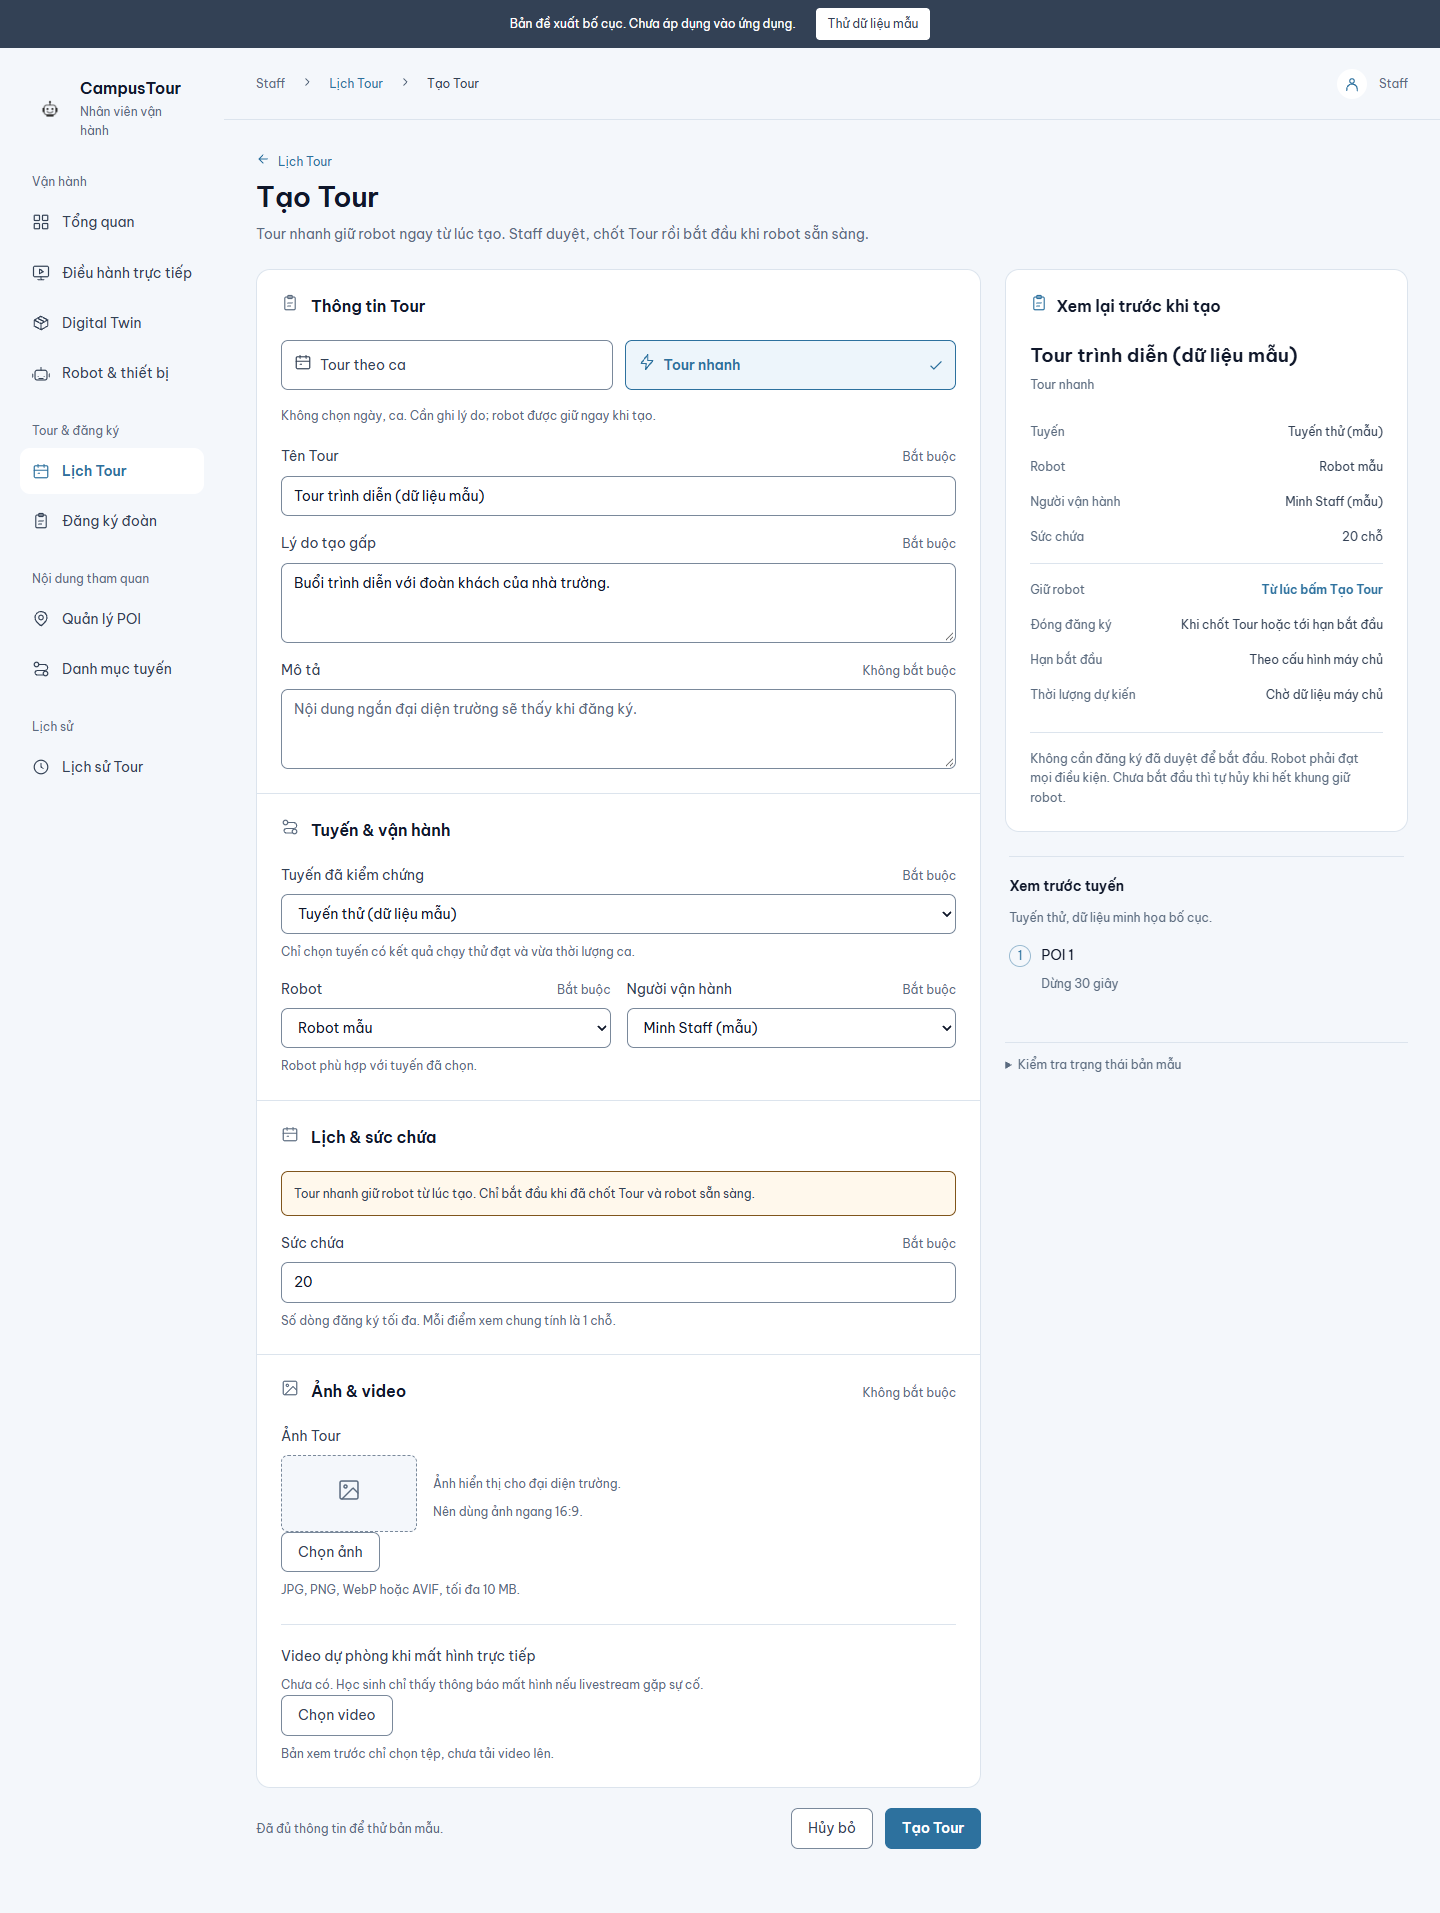 Bản đề xuất bố cục. Chưa áp dụng vào ứng dụng.
Thử dữ liệu mẫu
CampusTour
Nhân viên vận
hành
Vận hành
Tổng quan
Điều hành trực tiếp
Digital Twin
Robot & thiết bị
Tour & đăng ký
Lịch Tour
Đăng ký đoàn
Nội dung tham quan
Quản lý POI
Danh mục tuyến
Lịch sử
Lịch sử Tour
Staff
Lịch Tour
Tạo Tour
Staff
Lịch Tour
Tạo Tour
Tour nhanh giữ robot ngay từ lúc tạo. Staff duyệt, chốt Tour rồi bắt đầu khi robot sẵn sàng.
Thông tin Tour
Tour theo ca
Tour nhanh
Không chọn ngày, ca. Cần ghi lý do; robot được giữ ngay khi tạo.
Tên Tour
Bắt buộc
Tour trình diễn (dữ liệu mẫu)
Lý do tạo gấp
Bắt buộc
Buổi trình diễn với đoàn khách của nhà trường.
Mô tả
Không bắt buộc
Nội dung ngắn đại diện trường sẽ thấy khi đăng ký.
Tuyến & vận hành
Tuyến đã kiểm chứng
Bắt buộc
Tuyến thử (dữ liệu mẫu)
Chỉ chọn tuyến có kết quả chạy thử đạt và vừa thời lượng ca.
Robot
Bắt buộc
Người vận hành
Bắt buộc
Robot mẫu
Minh Staff (mẫu)
Robot phù hợp với tuyến đã chọn.
Lịch & sức chứa
Tour nhanh giữ robot từ lúc tạo. Chỉ bắt đầu khi đã chốt Tour và robot sẵn sàng.
Sức chứa
Bắt buộc
20
Số dòng đăng ký tối đa. Mỗi điểm xem chung tính là 1 chỗ.
Ảnh & video
Không bắt buộc
Ảnh Tour
Ảnh hiển thị cho đại diện trường.
Nên dùng ảnh ngang 16:9.
Chọn ảnh
JPG, PNG, WebP hoặc AVIF, tối đa 10 MB.
Video dự phòng khi mất hình trực tiếp
Chưa có. Học sinh chỉ thấy thông báo mất hình nếu livestream gặp sự cố.
Chọn video
Bản xem trước chỉ chọn tệp, chưa tải video lên.
Đã đủ thông tin để thử bản mẫu.
Hủy bỏ
Tạo Tour
Xem lại trước khi tạo
Tour trình diễn (dữ liệu mẫu)
Tour nhanh
Tuyến
Tuyến thử (mẫu)
Robot
Robot mẫu
Người vận hành
Minh Staff (mẫu)
Sức chứa
20 chỗ
Giữ robot
Từ lúc bấm Tạo Tour
Đóng đăng ký
Khi chốt Tour hoặc tới hạn bắt đầu
Hạn bắt đầu
Theo cấu hình máy chủ
Thời lượng dự kiến
Chờ dữ liệu máy chủ
Không cần đăng ký đã duyệt để bắt đầu. Robot phải đạt
mọi điều kiện. Chưa bắt đầu thì tự hủy khi hết khung giữ
robot.
Xem trước tuyến
Tuyến thử, dữ liệu minh họa bố cục.
1
POI 1
Dừng 30 giây
Kiểm tra trạng thái bản mẫu